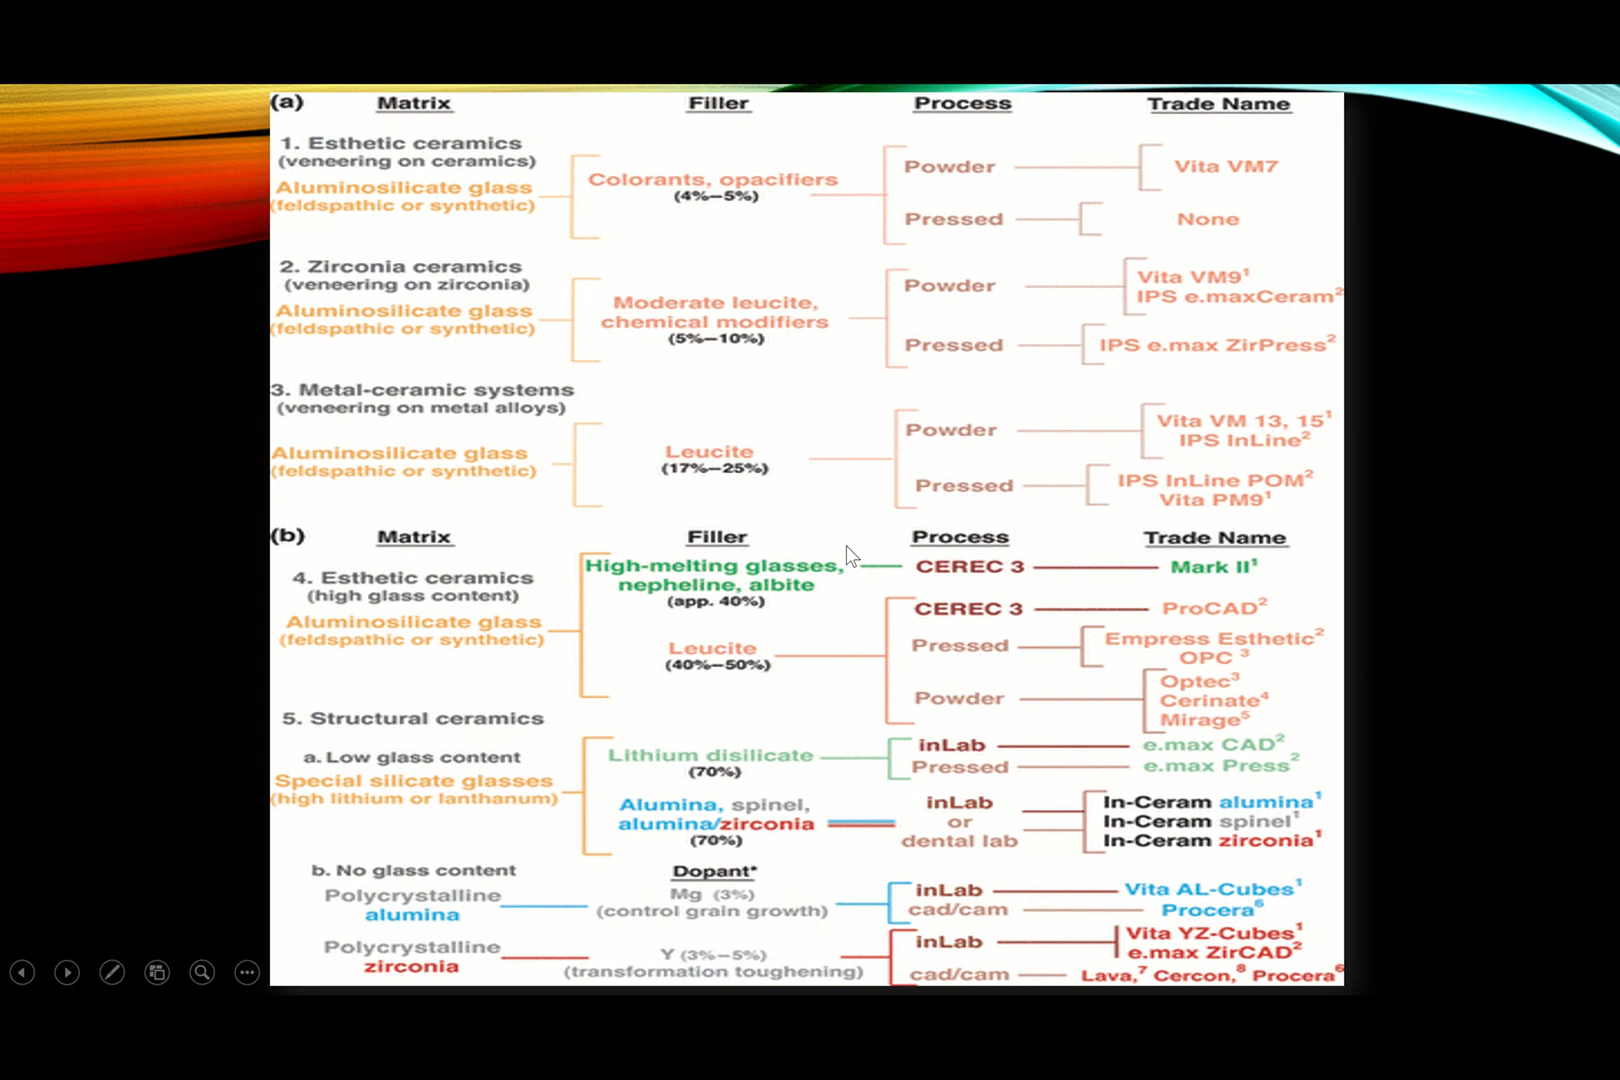 (a) Matrix Filler Process Trade Name
1. Esthetic ceramics
(veneering on ceramics)
Aluminosilicate glass
(feldspathic or synthetic)
Colorants, opacifiers
(4%–5%)
Powder Vita VM7
Pressed None
2. Zirconia ceramics
(veneering on zirconia)
Aluminosilicate glass
(feldspathic or synthetic)
Moderate leucite,
chemical modifiers
(5%–10%)
Powder
Vita VM9¹
IPS e.maxCeram²
Pressed IPS e.max ZirPress²
3. Metal-ceramic systems
(veneering on metal alloys)
Aluminosilicate glass
(feldspathic or synthetic)
Leucite
(17%–25%)
Powder
Vita VM 13, 15¹
IPS InLine²
Pressed
IPS InLine POM²
Vita PM9¹
(b) Matrix Filler Process Trade Name
4. Esthetic ceramics
(high glass content)
Aluminosilicate glass
(feldspathic or synthetic)
High-melting glasses,
nepheline, albite
(app. 40%)
CEREC 3 Mark II¹
Leucite
(40%–50%)
CEREC 3 ProCAD²
Pressed
Empress Esthetic²
OPC ³
Powder
Optec³
Cerinate⁴
Mirage⁵
5. Structural ceramics
a. Low glass content
Special silicate glasses
(high lithium or lanthanum)
Lithium disilicate
(70%)
inLab e.max CAD²
Pressed e.max Press²
Alumina, spinel,
alumina/zirconia
(70%)
inLab
or
dental lab
In-Ceram alumina¹
In-Ceram spinel¹
In-Ceram zirconia¹
b. No glass content
Dopant*
Polycrystalline
alumina
Mg (3%)
(control grain growth)
inLab Vita AL-Cubes¹
cad/cam Procera⁶
Polycrystalline
zirconia
Y (3%–5%)
(transformation toughening)
inLab
Vita YZ-Cubes¹
e.max ZirCAD²
cad/cam Lava,⁷ Cercon,⁸ Procera⁶